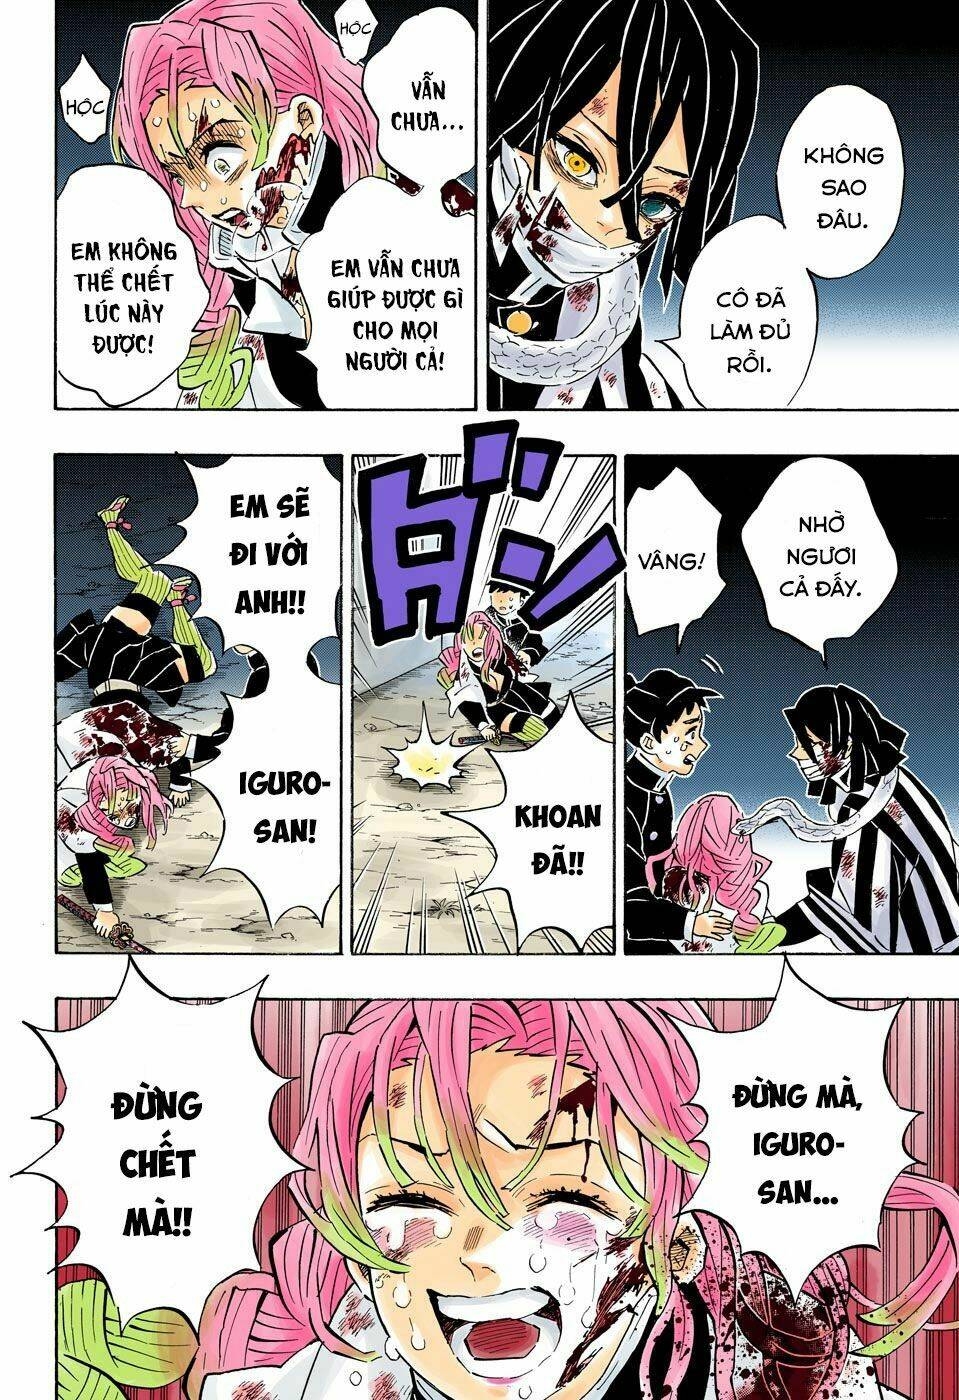 KHÔNG
SAO
ĐÂU.
CÔ ĐÃ
LÀM ĐỦ
RỒI.
HỘC
VẪN
CHƯA...
HỘC
EM VẪN CHƯA
GIÚP ĐƯỢC GÌ
CHO MỌI
NGƯỜI CẢ!
EM KHÔNG
THỂ CHẾT
LÚC NÀY
ĐƯỢC!
NHỜ
NGƯƠI
CẢ ĐẤY.
VÂNG!
ダン
KHOAN
ĐÃ!!
EM SẼ
ĐI VỚI
ANH!!
IGURO-
SAN!
ĐỪNG MÀ,
IGURO-
SAN...
ĐỪNG
CHẾT
MÀ!!